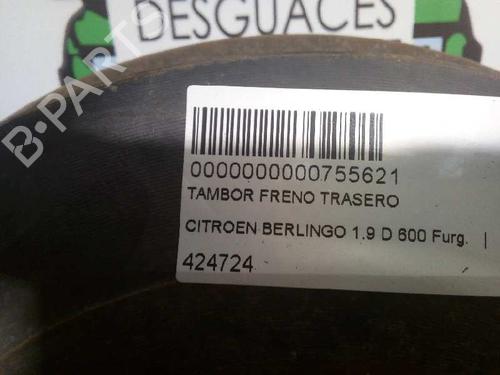 DESGUACES
B-PARTS
0000000000755621
TAMBOR FRENO TRASERO
CITROEN BERLINGO 1.9 D 600 Furg. |
424724